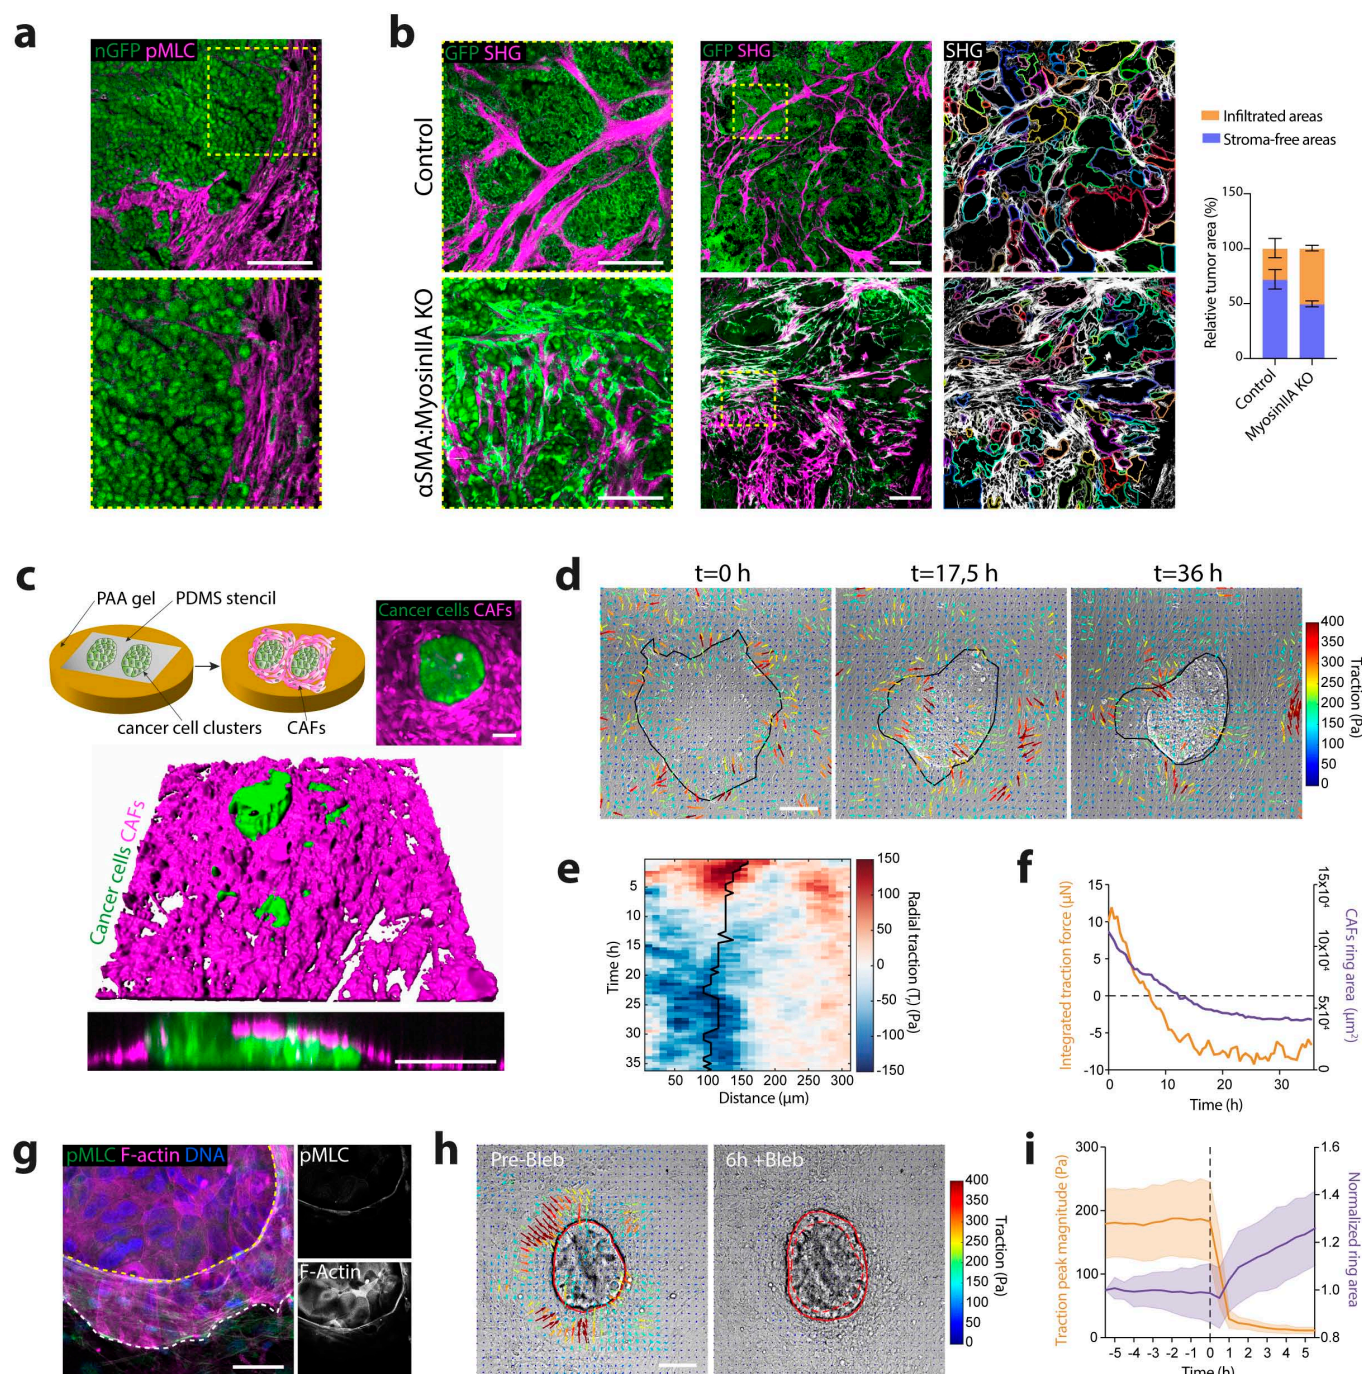 a
nGFP pMLC
b
Control
αSMA:MyosinIIA KO
GFP SHG
GFP SHG
SHG
Infiltrated areas
Stroma-free areas
Relative tumor area (%)
150
100
50
0
Control
MyosinIIA KO
c
PAA gel
PDMS stencil
cancer cell clusters
CAFs
Cancer cells CAFs
Cancer cells CAFs
d
t=0 h
t=17,5 h
t=36 h
400
350
300
250
200
150
100
50
0
Traction (Pa)
e
Time (h)
5
10
15
20
25
30
35
50
100
150
200
250
300
Distance (µm)
150
100
50
0
-50
-100
-150
Radial traction (Tr) (Pa)
f
Integrated traction force (µN)
15
10
5
0
-5
-10
0
10
20
30
Time (h)
15x10⁴
10x10⁴
5x10⁴
0
CAFs ring area (µm²)
g
pMLC F-actin DNA
pMLC
F-Actin
h
Pre-Bleb
6h +Bleb
400
350
300
250
200
150
100
50
0
Traction (Pa)
i
Traction peak magnitude (Pa)
300
200
100
0
-5 -4 -3 -2 -1 0 1 2 3 4 5
Time (h)
1.6
1.4
1.2
1.0
0.8
Normalized ring area